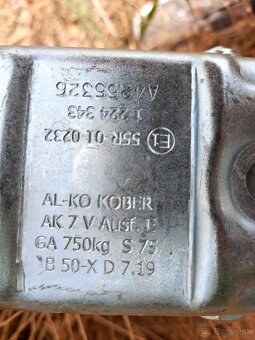 A4265326
1 224 343
E1 55R-01 0232
AL-KO KOBER
AK 7 V Ausf. E
GA 750kg S 75
B 50-X D 7.19